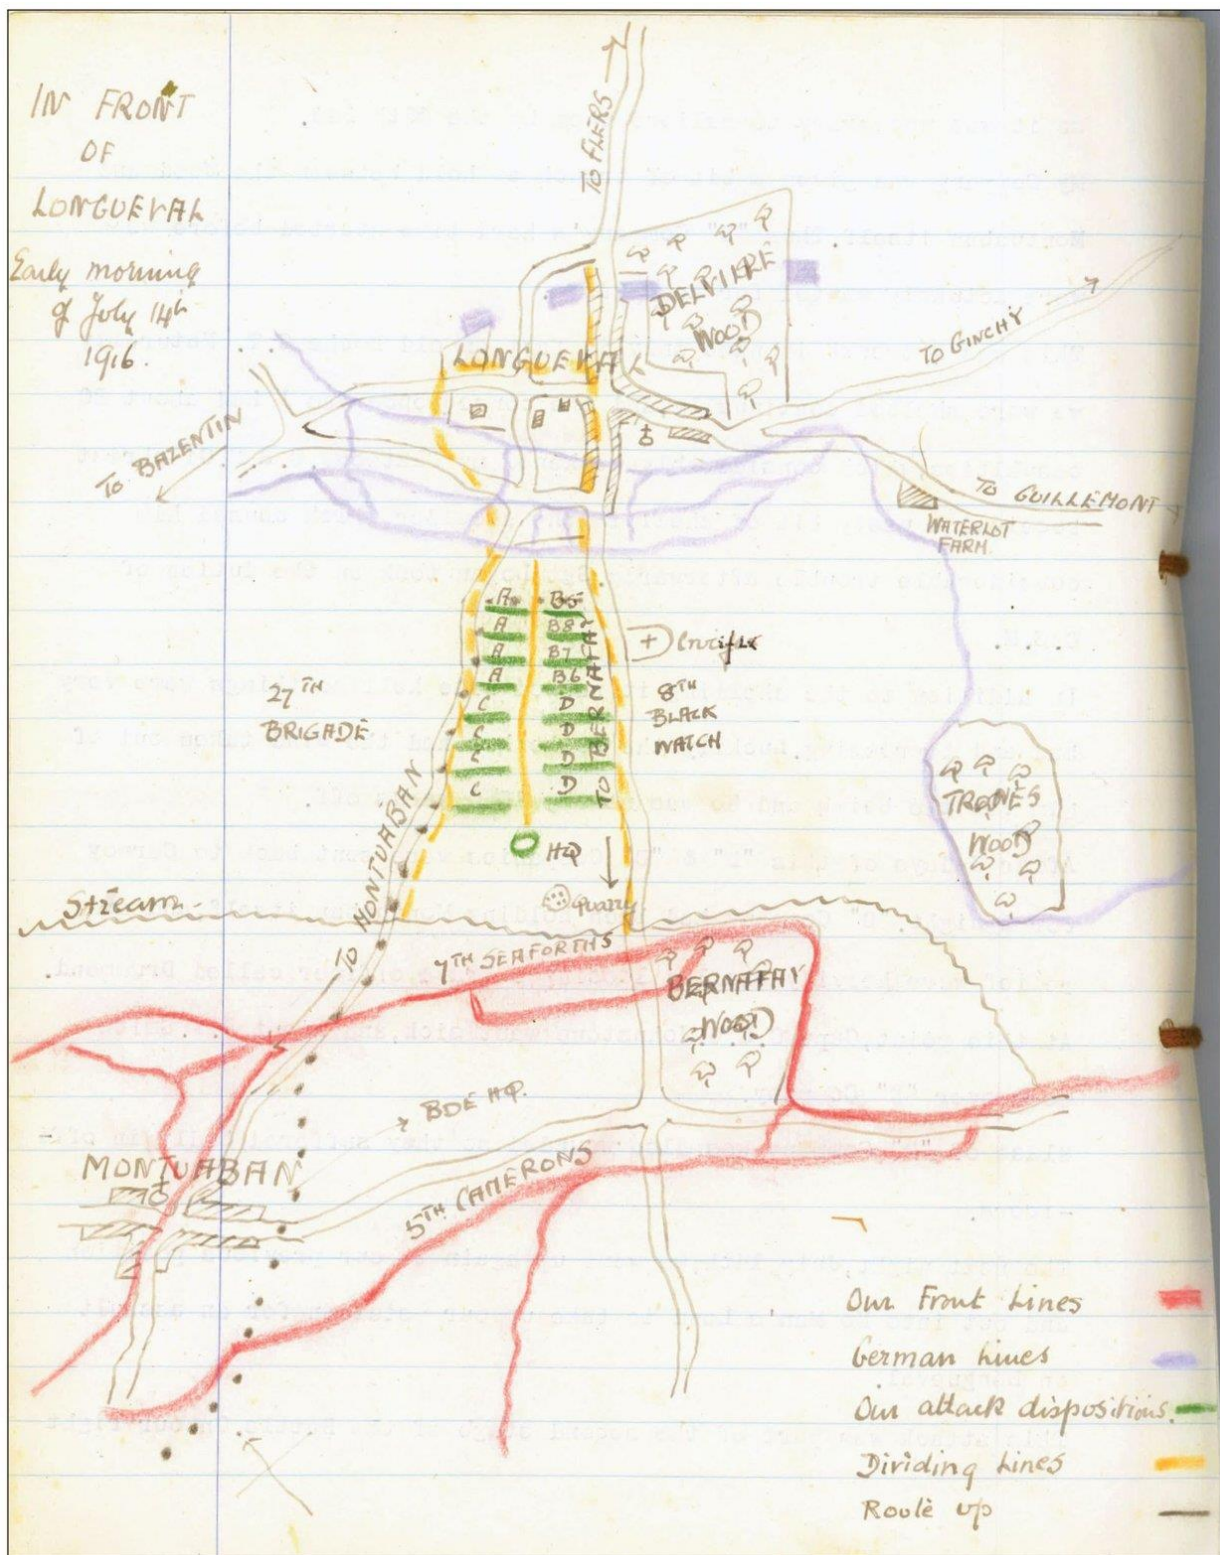 IN FRONT
OF
LONGUEVAL
Early morning
of July 14th
1916.
TO FLERS
DELVILLE
WOOD
LONGUEVAL
TO GINCHY
TO BAZENTIN
TO GUILLEMONT
WATERLOT
FARM.
A B5
A B8
A B7
A B6
C D
C D
C D
C D
TO BERNAFAY
Crucifix
27TH
BRIGADE
8TH
BLACK
WATCH
TRONES
WOOD
HQ
Quarry
Stream
TO MONTUABAN
7TH SEAFORTHS
BERNAFAY
WOOD
BDE HQ.
MONTUABAN
5TH CAMERONS
Our Front Lines
German Lines
Our attack dispositions.
Dividing Lines
Route up